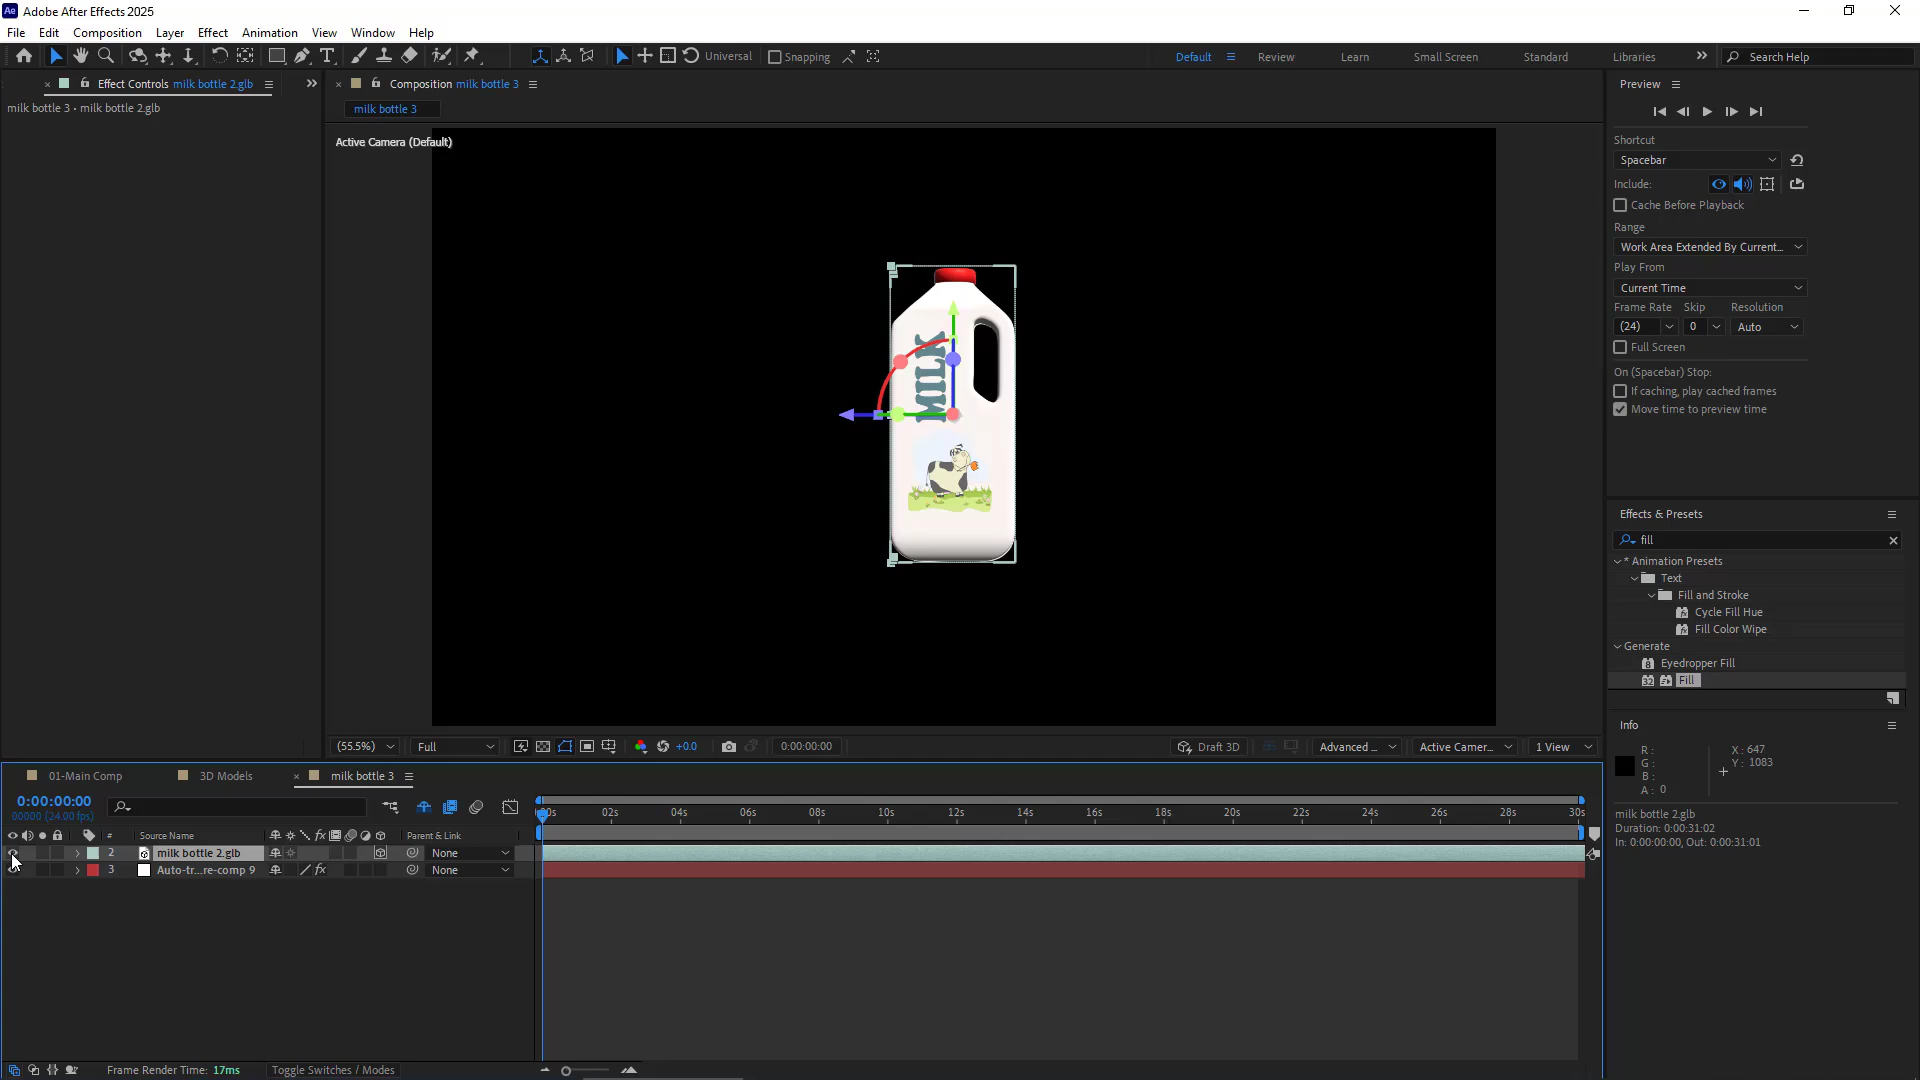 Adobe After Effects 2025
File Edit Composition Layer Effect Animation View Window Help
Universal Snapping Default Review Learn Small Screen Standard Libraries Search Help
Effect Controls milk bottle 2.glb
milk bottle 3 • milk bottle 2.glb
Composition milk bottle 3
milk bottle 3
Active Camera (Default)
MILK
Preview
Shortcut
Spacebar
Include:
Cache Before Playback
Range
Work Area Extended By Current...
Play From
Current Time
Frame Rate Skip Resolution
(24) 0 Auto
Full Screen
On (Spacebar) Stop:
If caching, play cached frames
Move time to preview time
Effects & Presets
fill
* Animation Presets
Text
Fill and Stroke
Cycle Fill Hue
Fill Color Wipe
Generate
Eyedropper Fill
Fill
Info
R :
G :
B :
A : 0
X : 647
Y : 1083
milk bottle 2.glb
Duration: 0:00:31:02
In: 0:00:00:00, Out: 0:00:31:01
(55.5%) Full +0.0 0:00:00:00 Draft 3D Advanced ... Active Camer... 1 View
01-Main Comp 3D Models milk bottle 3
0:00:00:00
00000 (24.00 fps)
02s 04s 06s 08s 10s 12s 14s 16s 18s 20s 22s 24s 26s 28s 30s
# Source Name fx Parent & Link
2 milk bottle 2.glb None
3 Auto-tr...re-comp 9 fx None
Frame Render Time: 17ms Toggle Switches / Modes